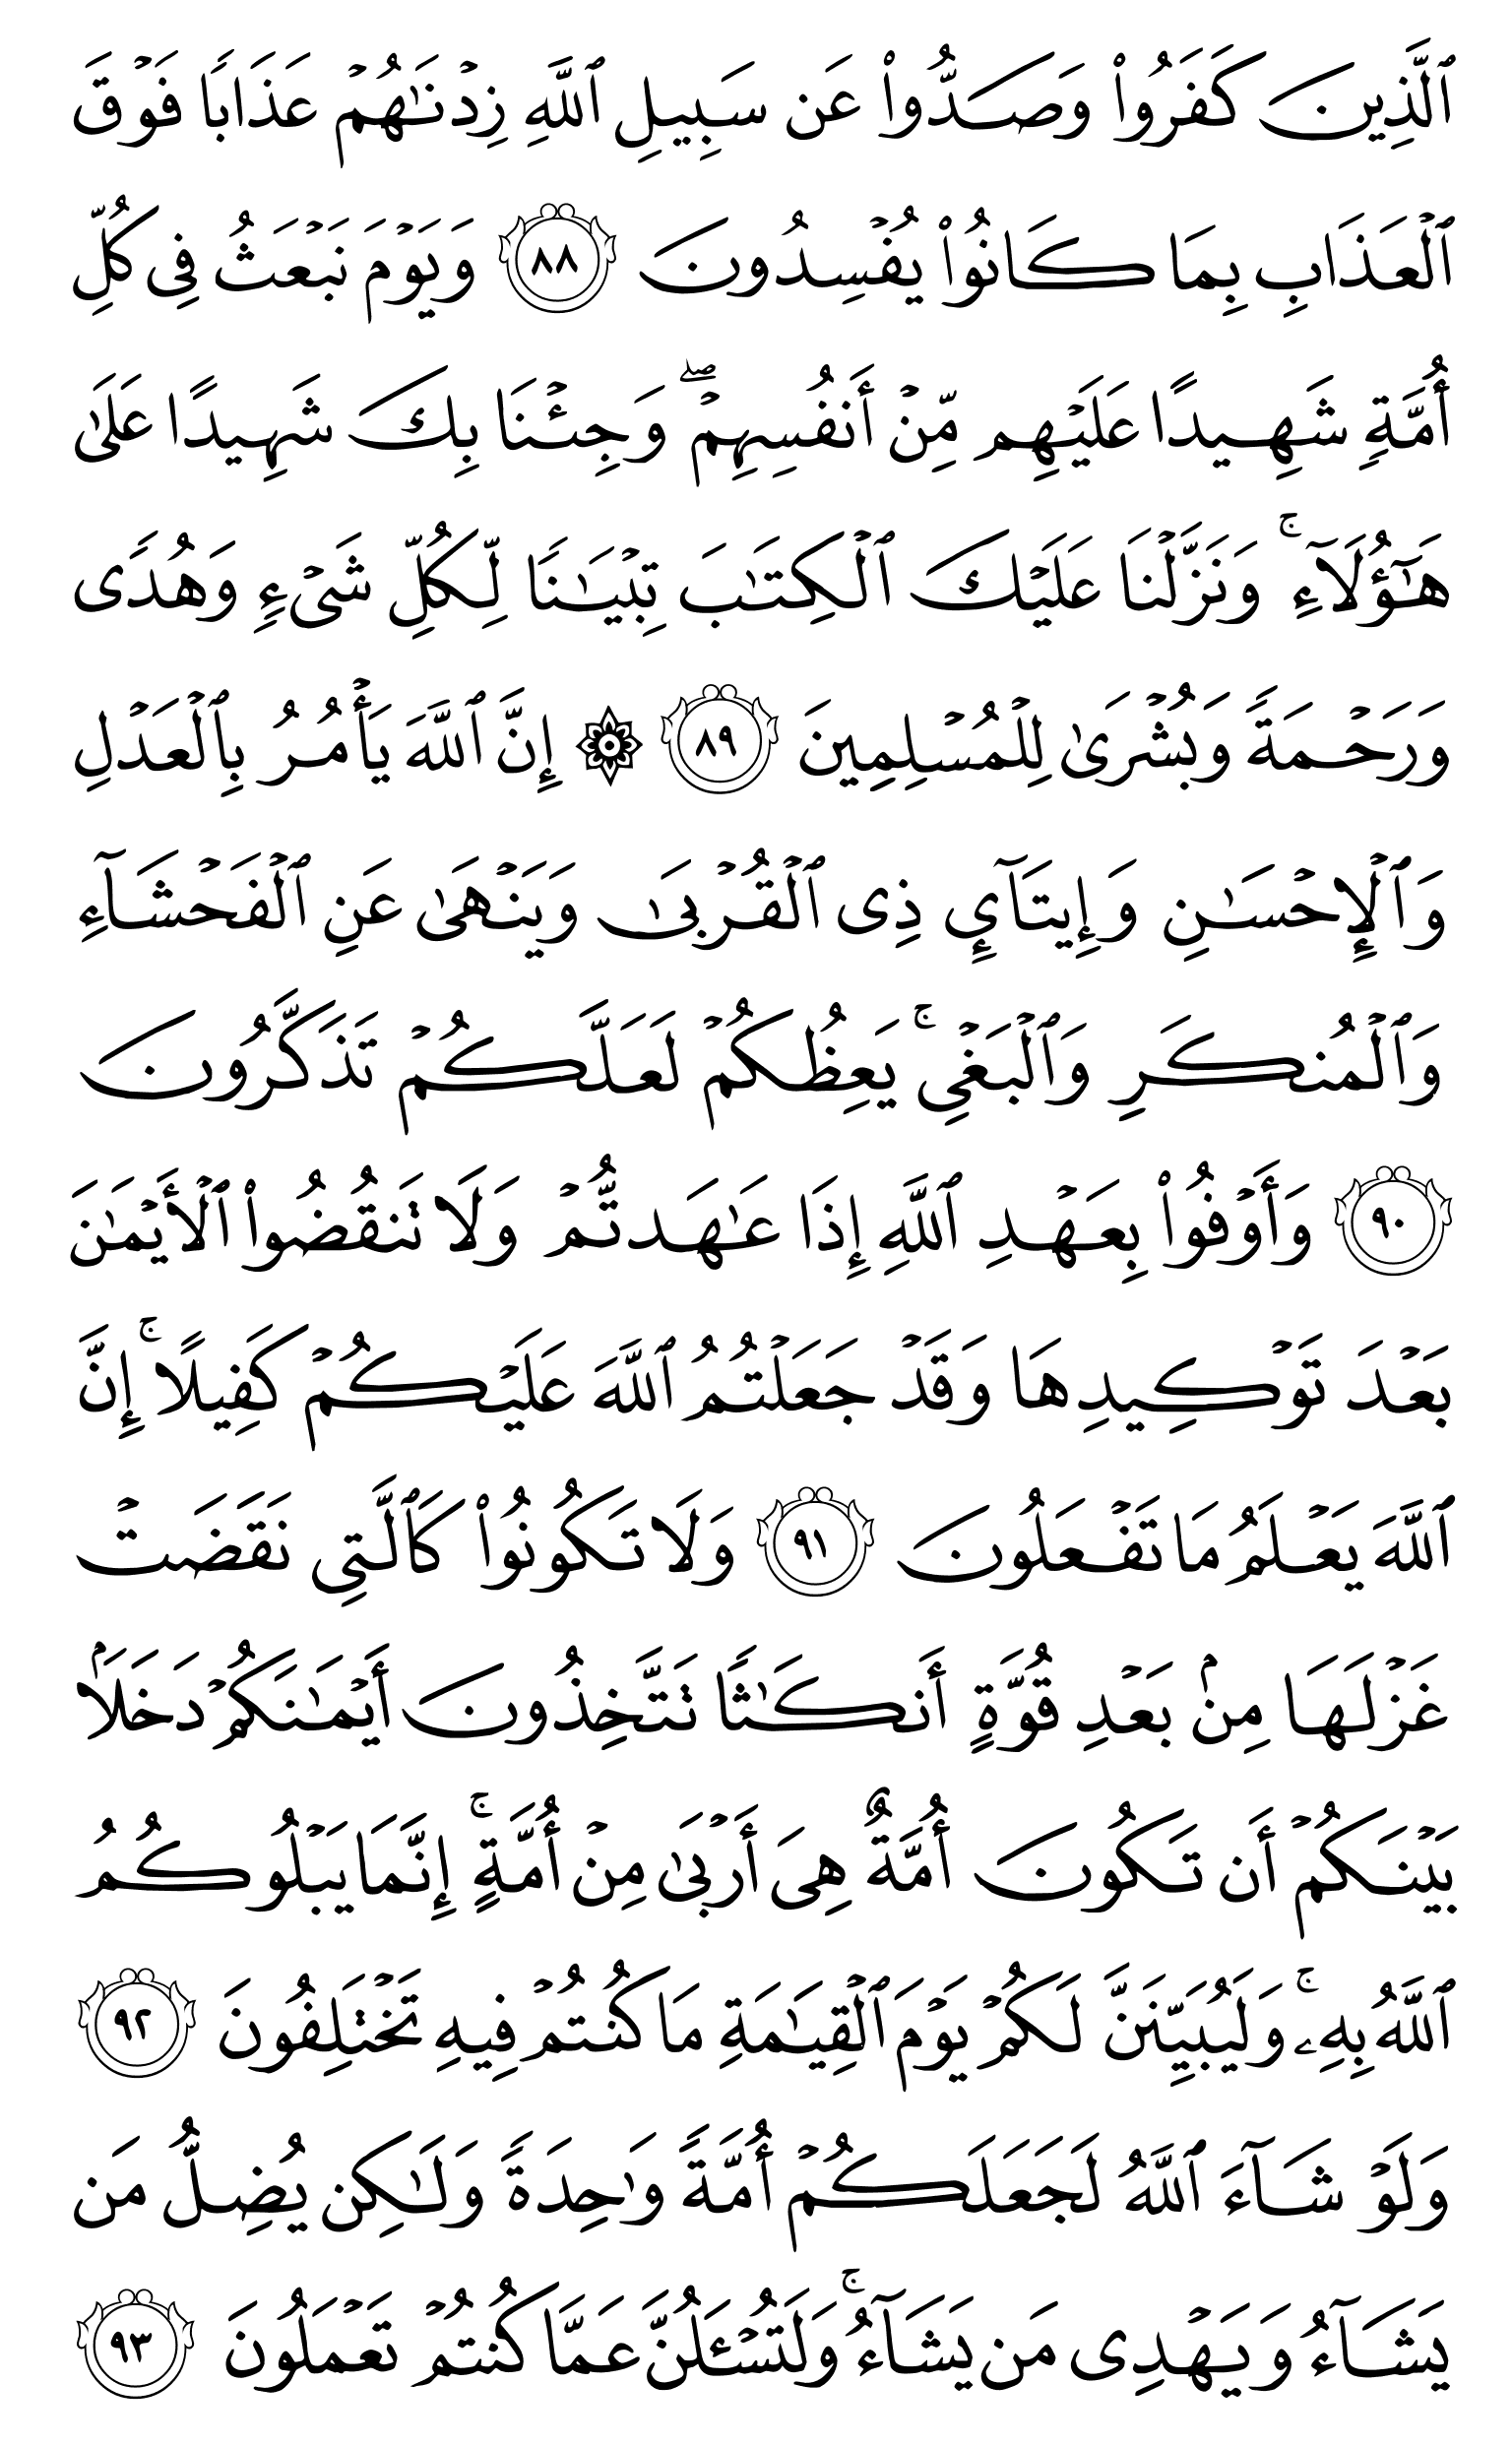 ٱلَّذِينَ كَفَرُوا۟ وَصَدُّوا۟ عَن سَبِيلِ ٱللَّهِ زِدْنَـٰهُمْ عَذَابًا فَوْقَ
ٱلْعَذَابِ بِمَا كَانُوا۟ يُفْسِدُونَ ٨٨ وَيَوْمَ نَبْعَثُ فِى كُلِّ
أُمَّةٍ شَهِيدًا عَلَيْهِم مِّنْ أَنفُسِهِمْ ۖ وَجِئْنَا بِكَ شَهِيدًا عَلَىٰ
هَـٰٓؤُلَآءِ ۚ وَنَزَّلْنَا عَلَيْكَ ٱلْكِتَـٰبَ تِبْيَـٰنًا لِّكُلِّ شَىْءٍ وَهُدًى
وَرَحْمَةً وَبُشْرَىٰ لِلْمُسْلِمِينَ ٨٩ ۞ إِنَّ ٱللَّهَ يَأْمُرُ بِٱلْعَدْلِ
وَٱلْإِحْسَـٰنِ وَإِيتَآئِ ذِى ٱلْقُرْبَىٰ وَيَنْهَىٰ عَنِ ٱلْفَحْشَآءِ
وَٱلْمُنكَرِ وَٱلْبَغْىِ ۚ يَعِظُكُمْ لَعَلَّكُمْ تَذَكَّرُونَ
٩٠ وَأَوْفُوا۟ بِعَهْدِ ٱللَّهِ إِذَا عَـٰهَدتُّمْ وَلَا تَنقُضُوا۟ ٱلْأَيْمَـٰنَ
بَعْدَ تَوْكِيدِهَا وَقَدْ جَعَلْتُمُ ٱللَّهَ عَلَيْكُمْ كَفِيلًا ۚ إِنَّ
ٱللَّهَ يَعْلَمُ مَا تَفْعَلُونَ ٩١ وَلَا تَكُونُوا۟ كَٱلَّتِى نَقَضَتْ
غَزْلَهَا مِنۢ بَعْدِ قُوَّةٍ أَنكَـٰثًا تَتَّخِذُونَ أَيْمَـٰنَكُمْ دَخَلًۢا
بَيْنَكُمْ أَن تَكُونَ أُمَّةٌ هِىَ أَرْبَىٰ مِنْ أُمَّةٍ ۚ إِنَّمَا يَبْلُوكُمُ
ٱللَّهُ بِهِۦ ۚ وَلَيُبَيِّنَنَّ لَكُمْ يَوْمَ ٱلْقِيَـٰمَةِ مَا كُنتُمْ فِيهِ تَخْتَلِفُونَ ٩٢
وَلَوْ شَآءَ ٱللَّهُ لَجَعَلَكُمْ أُمَّةً وَٰحِدَةً وَلَـٰكِن يُضِلُّ مَن
يَشَآءُ وَيَهْدِى مَن يَشَآءُ ۚ وَلَتُسْـَٔلُنَّ عَمَّا كُنتُمْ تَعْمَلُونَ ٩٣